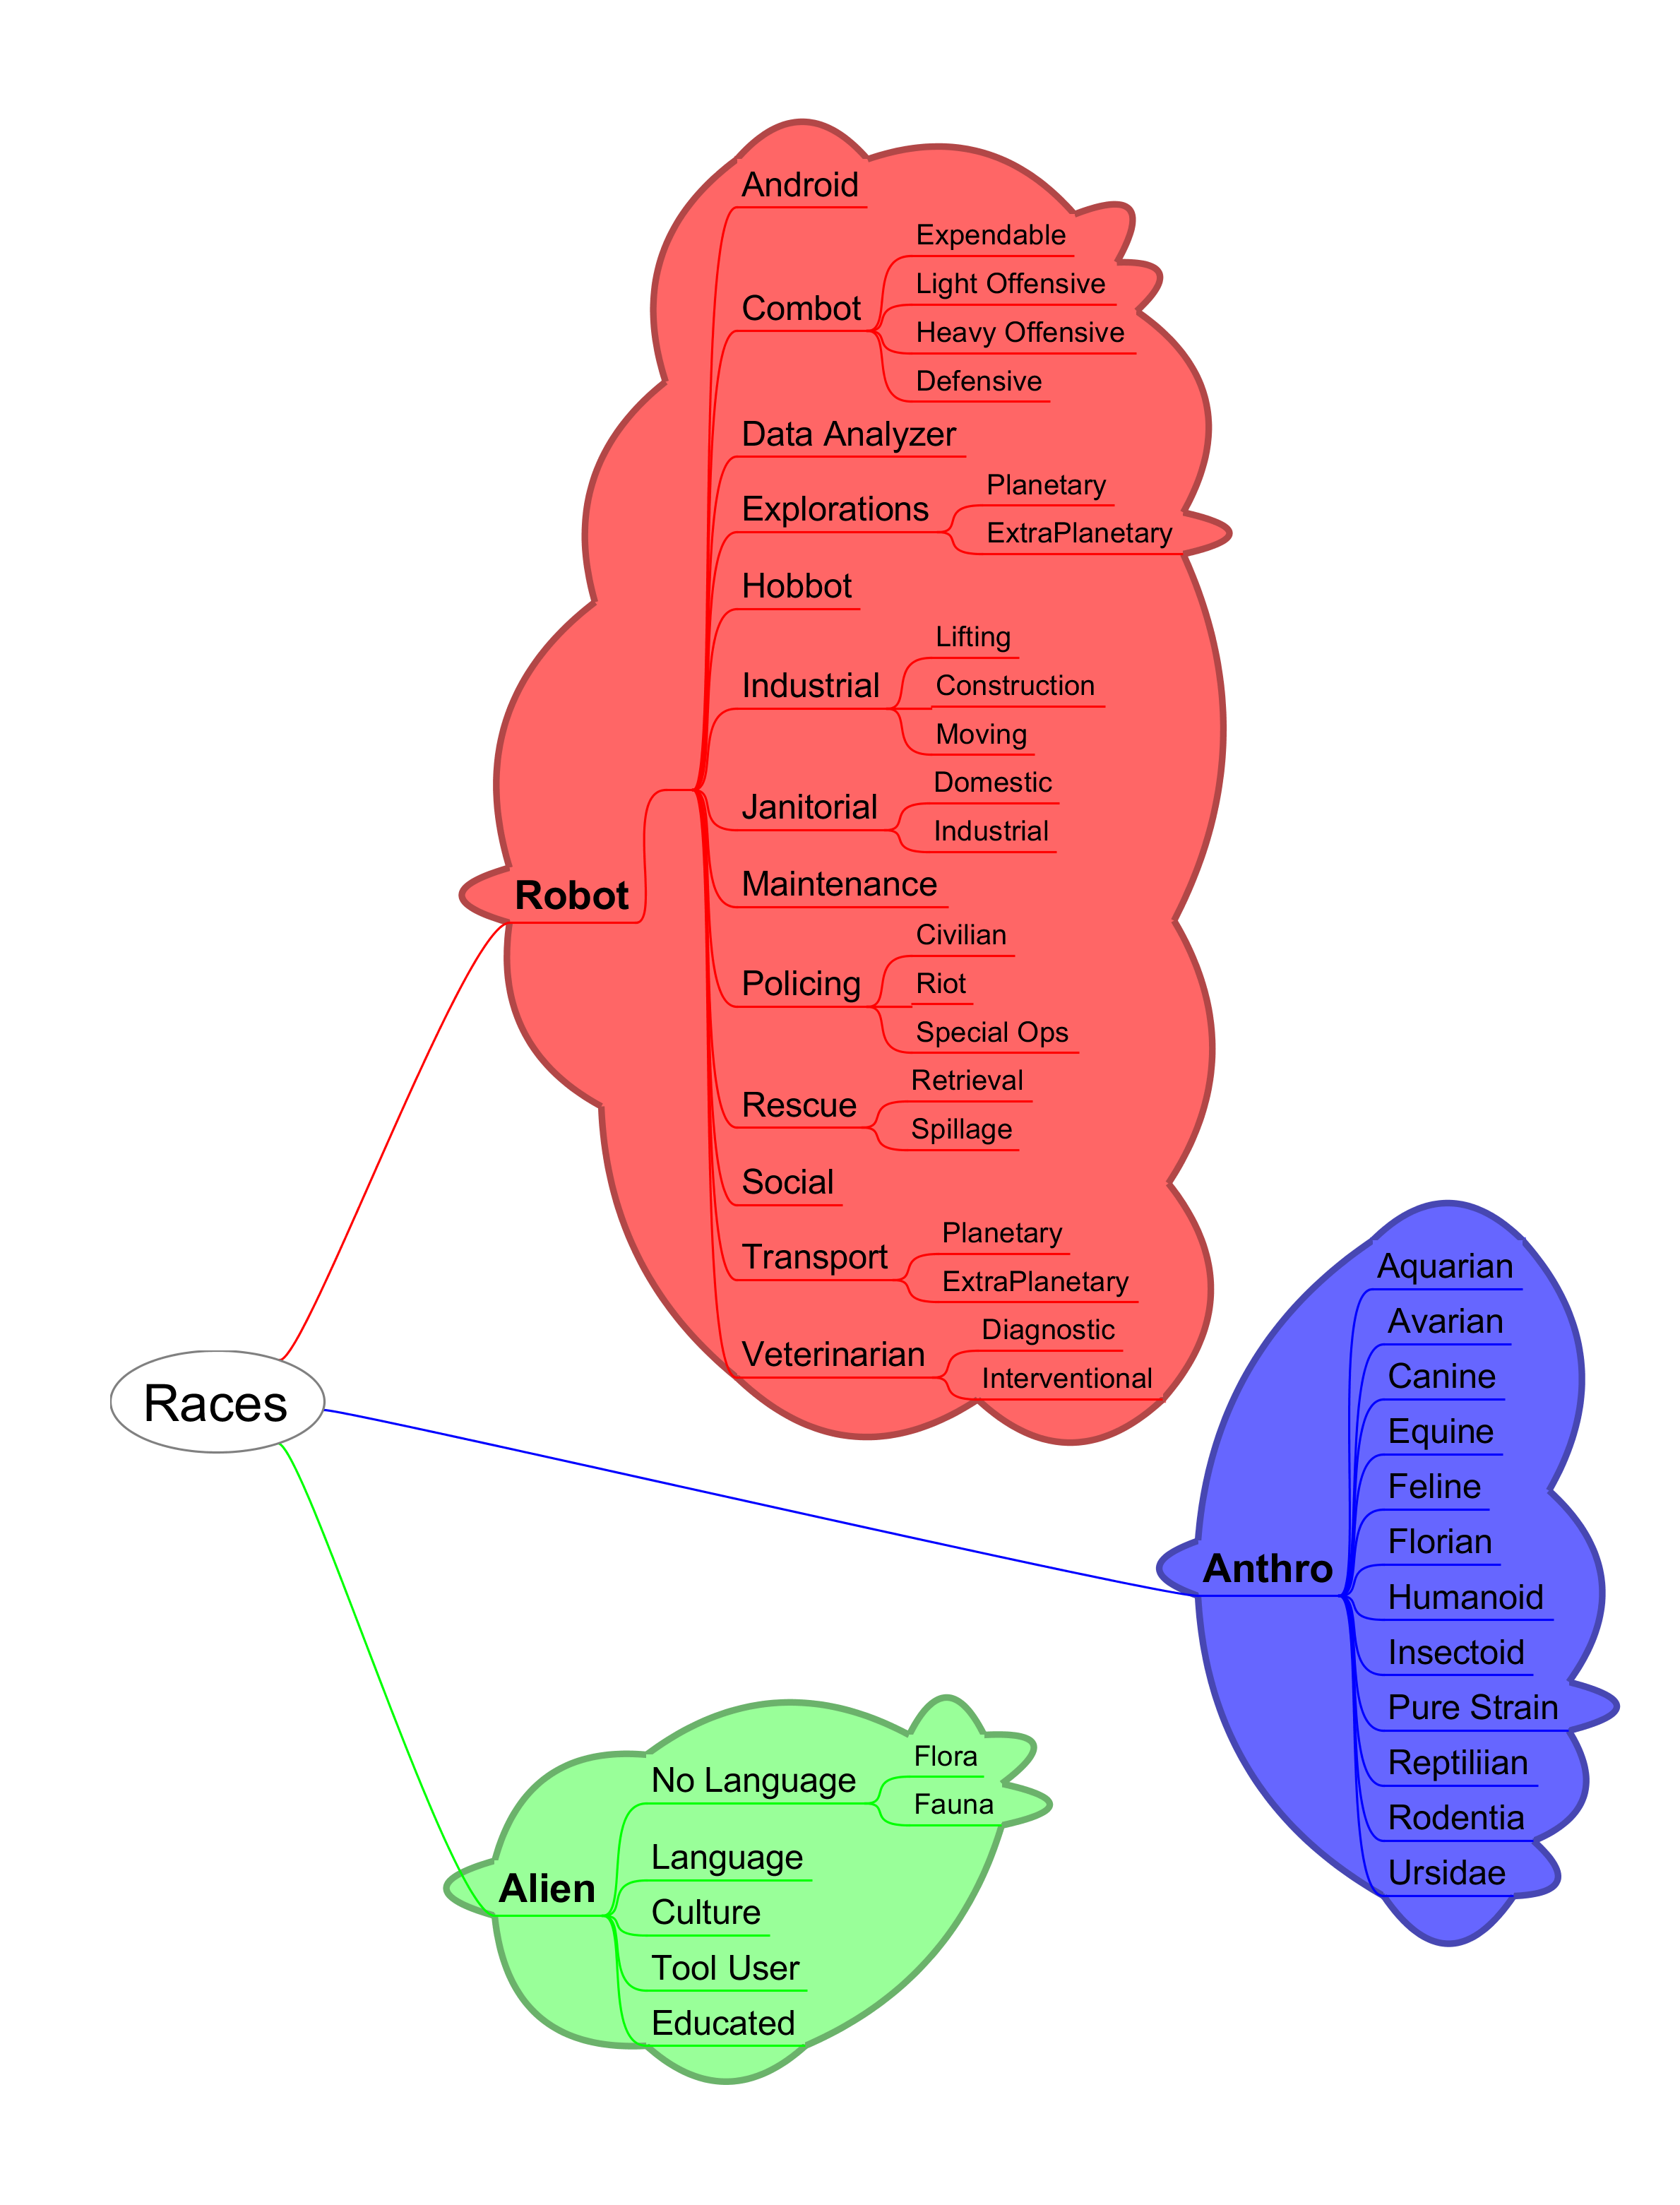 Races
Robot
Android
Combot
Expendable
Light Offensive
Heavy Offensive
Defensive
Data Analyzer
Explorations
Planetary
ExtraPlanetary
Hobbot
Industrial
Lifting
Construction
Moving
Janitorial
Domestic
Industrial
Maintenance
Policing
Civilian
Riot
Special Ops
Rescue
Retrieval
Spillage
Social
Transport
Planetary
ExtraPlanetary
Veterinarian
Diagnostic
Interventional
Anthro
Aquarian
Avarian
Canine
Equine
Feline
Florian
Humanoid
Insectoid
Pure Strain
Reptiliian
Rodentia
Ursidae
Alien
No Language
Flora
Fauna
Language
Culture
Tool User
Educated